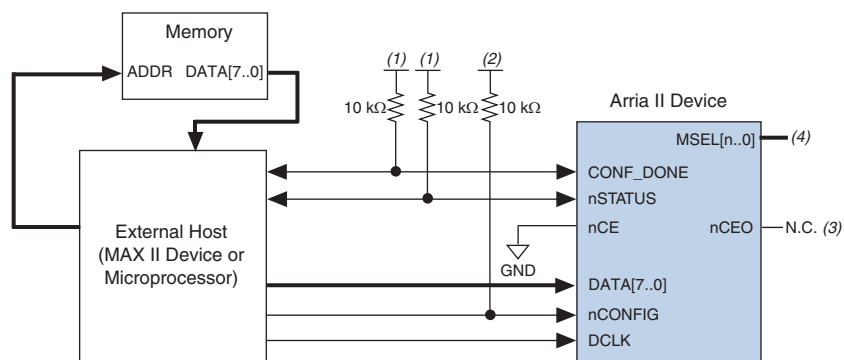 Memory
ADDR DATA[7..0]
(1) (1) (2)
10 kΩ 10 kΩ 10 kΩ
Arria II Device
MSEL[n..0] (4)
CONF_DONE
nSTATUS
nCE nCEO N.C. (3)
GND
External Host
(MAX II Device or
Microprocessor)
DATA[7..0]
nCONFIG
DCLK